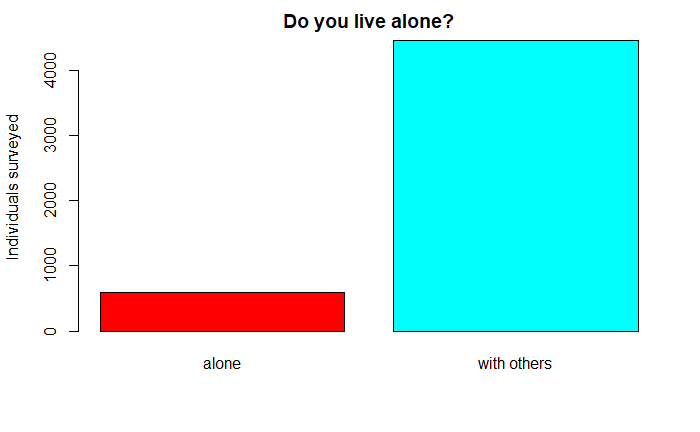 Do you live alone?
Individuals surveyed
4000
3000
2000
1000
0
alone
with others